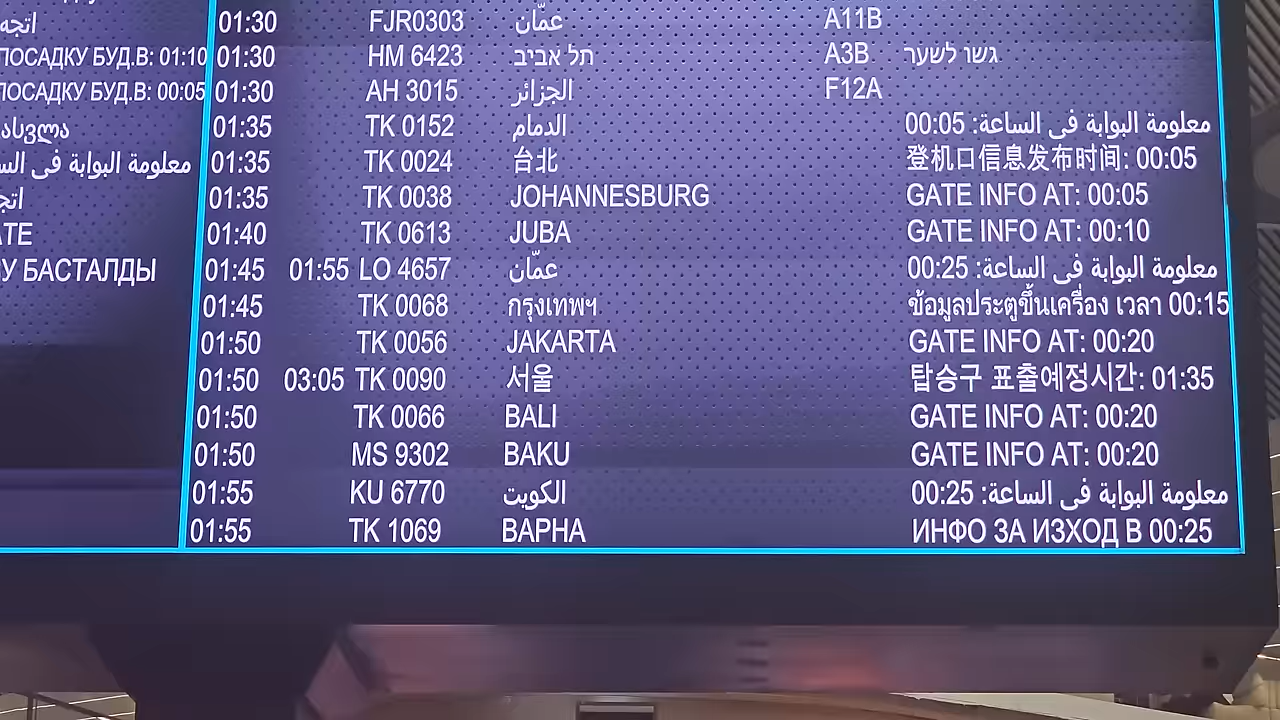 اتجه
ПОСАДКУ БУД.В: 01:10
ПОСАДКУ БУД.В: 00:05
معلومة البوابة فى
У БАСТАЛДЫ
01:30 FJR0303 عمّان A11B
01:30 HM 6423 תל אביב A3B גשו לשער
01:30 AH 3015 الجزائر F12A
01:35 TK 0152 الدمام معلومة البوابة فى الساعة: 00:05
01:35 TK 0024 台北 登机口信息发布时间: 00:05
01:35 TK 0038 JOHANNESBURG GATE INFO AT: 00:05
01:40 TK 0613 JUBA GATE INFO AT: 00:10
01:45 01:55 LO 4657 عمّان معلومة البوابة فى الساعة: 00:25
01:45 TK 0068 กรุงเทพฯ ข้อมูลประตูขึ้นเครื่อง เวลา 00:15
01:50 TK 0056 JAKARTA GATE INFO AT: 00:20
01:50 03:05 TK 0090 서울 탑승구 표출예정시간: 01:35
01:50 TK 0066 BALI GATE INFO AT: 00:20
01:50 MS 9302 BAKU GATE INFO AT: 00:20
01:55 KU 6770 الكويت معلومة البوابة فى الساعة: 00:25
01:55 TK 1069 ВАРНА ИНФО ЗА ИЗХОД В 00:25